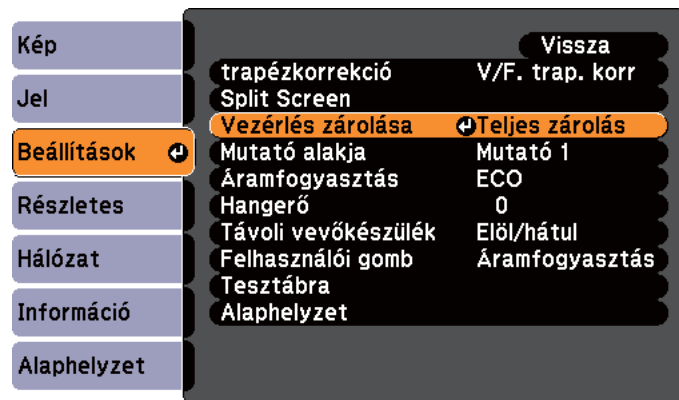 Kép
Jel
Beállítások
Részletes
Hálózat
Információ
Alaphelyzet
Vissza
trapézkorrekció V/F. trap. korr
Split Screen
Vezérlés zárolása Teljes zárolás
Mutató alakja Mutató 1
Áramfogyasztás ECO
Hangerő 0
Távoli vevőkészülék Elöl/hátul
Felhasználói gomb Áramfogyasztás
Tesztábra
Alaphelyzet